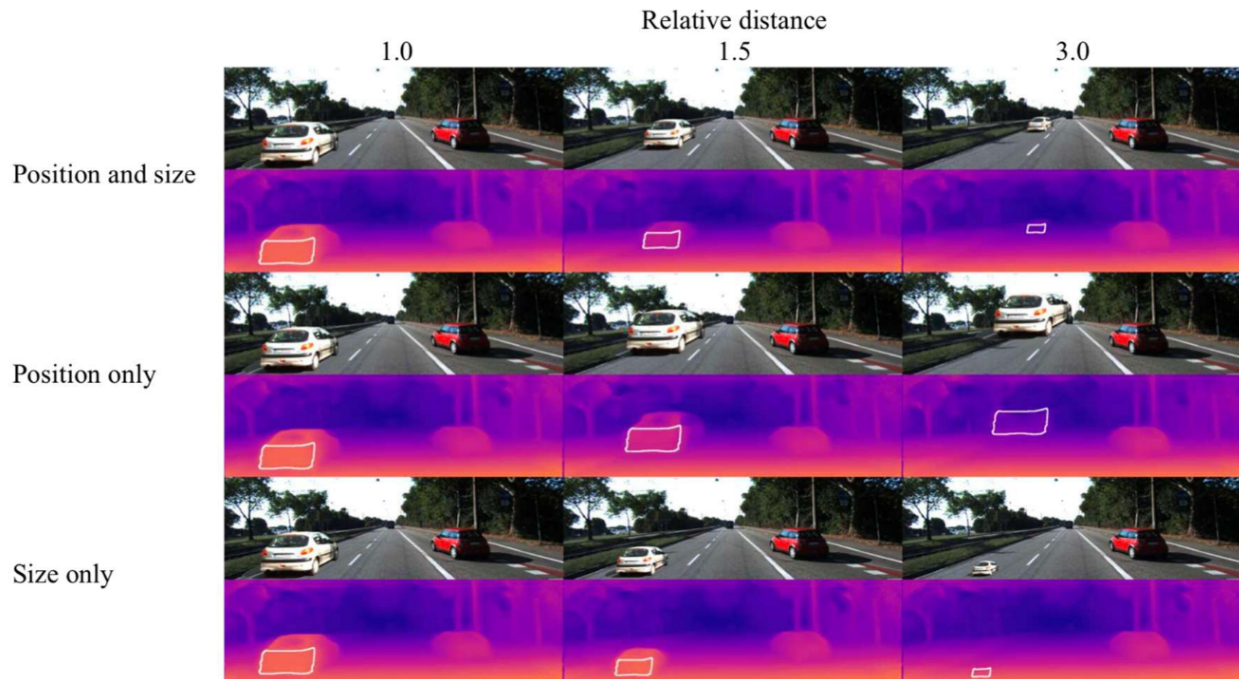 Relative distance
1.0 1.5 3.0
Position and size
Position only
Size only